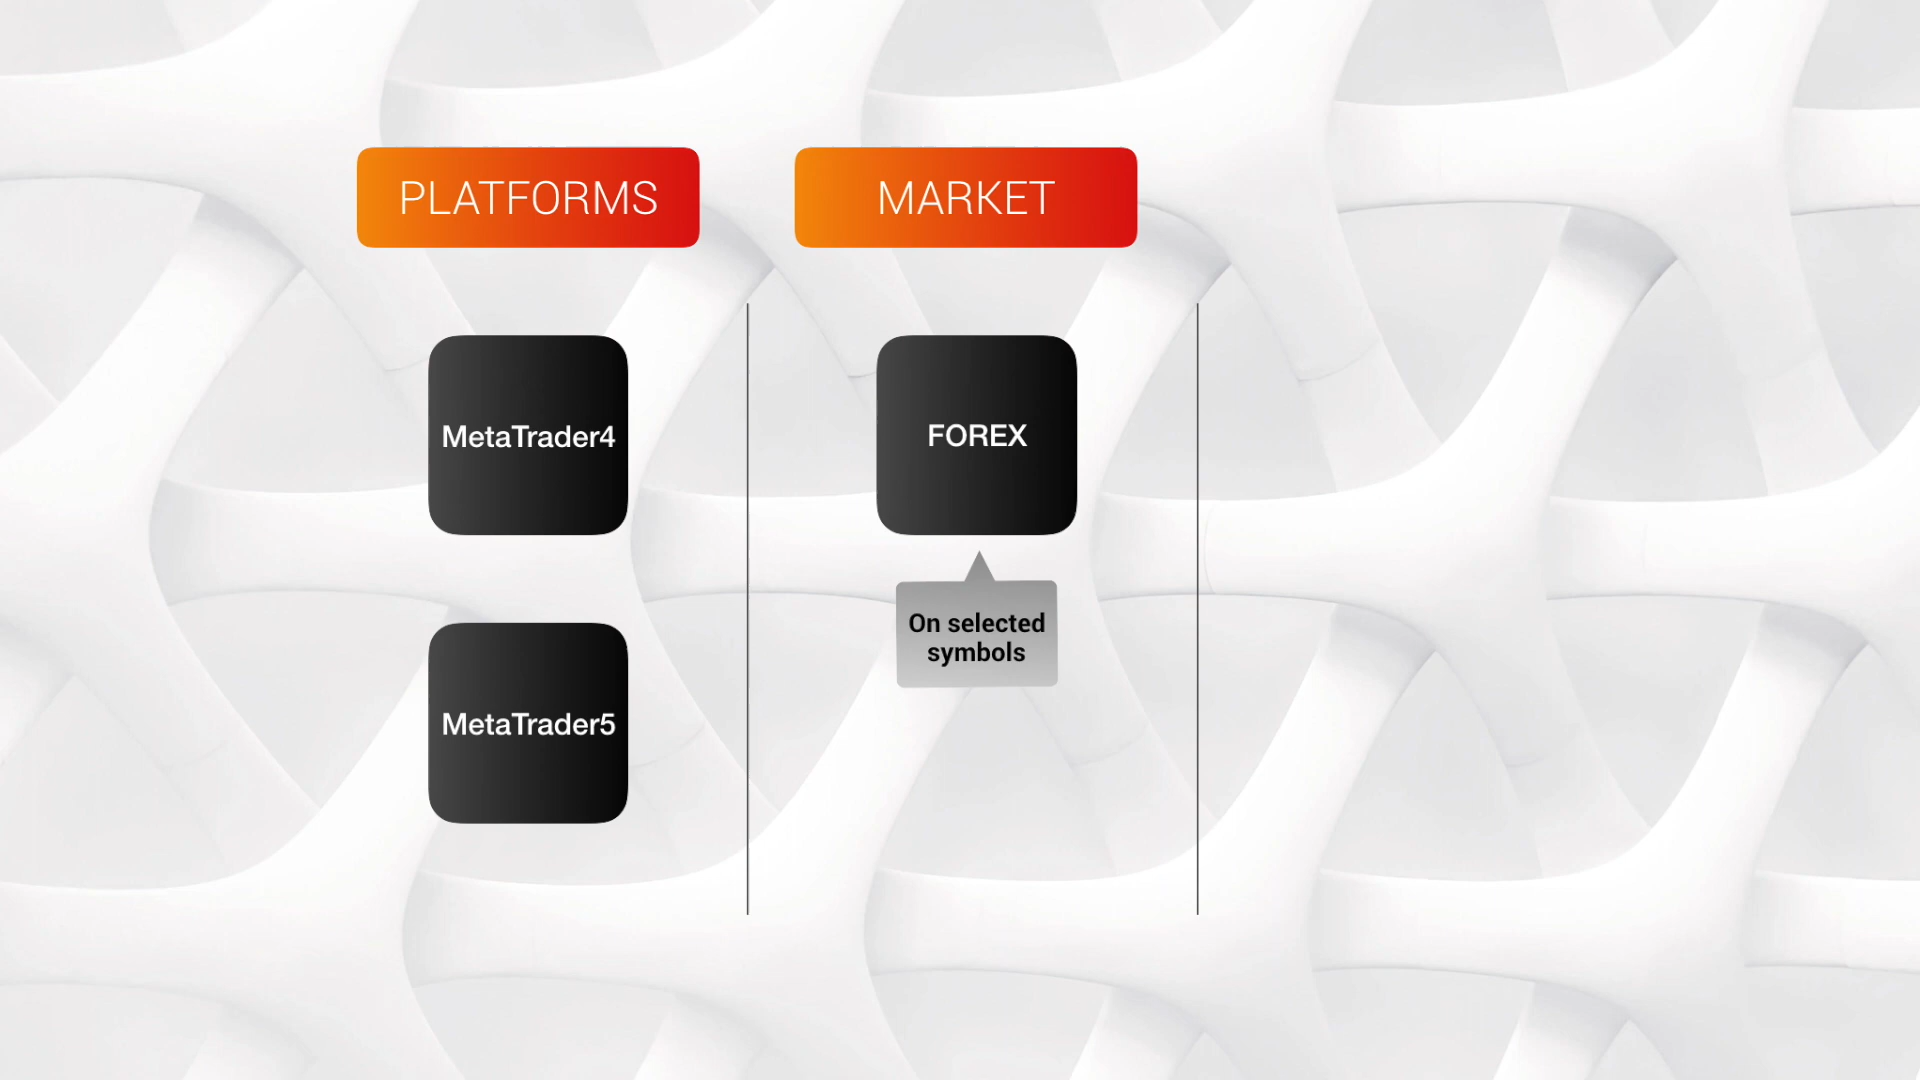 PLATFORMS
MARKET
MetaTrader4
FOREX
On selected
symbols
MetaTrader5